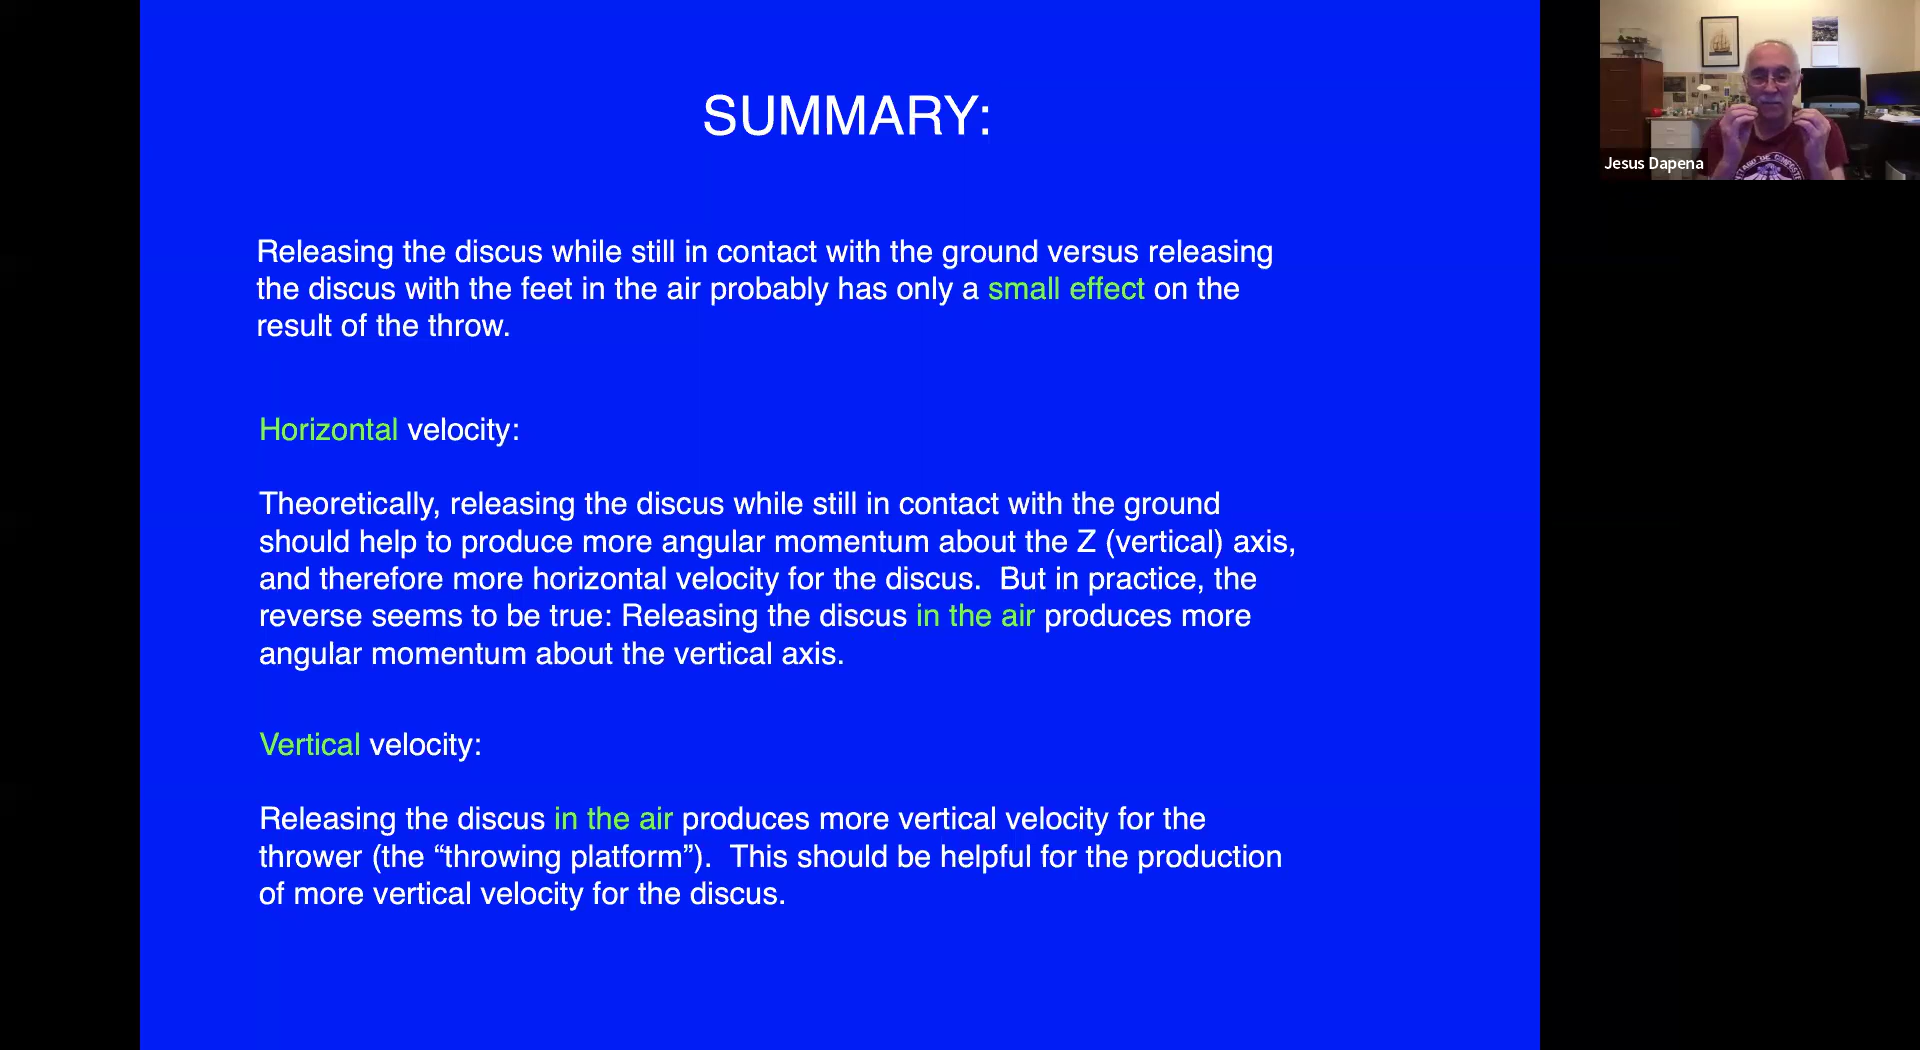 SUMMARY:
Releasing the discus while still in contact with the ground versus releasing
the discus with the feet in the air probably has only a small effect on the
result of the throw.
Horizontal velocity:
Theoretically, releasing the discus while still in contact with the ground
should help to produce more angular momentum about the Z (vertical) axis,
and therefore more horizontal velocity for the discus.  But in practice, the
reverse seems to be true: Releasing the discus in the air produces more
angular momentum about the vertical axis.
Vertical velocity:
Releasing the discus in the air produces more vertical velocity for the
thrower (the “throwing platform”).  This should be helpful for the production
of more vertical velocity for the discus.
Jesus Dapena